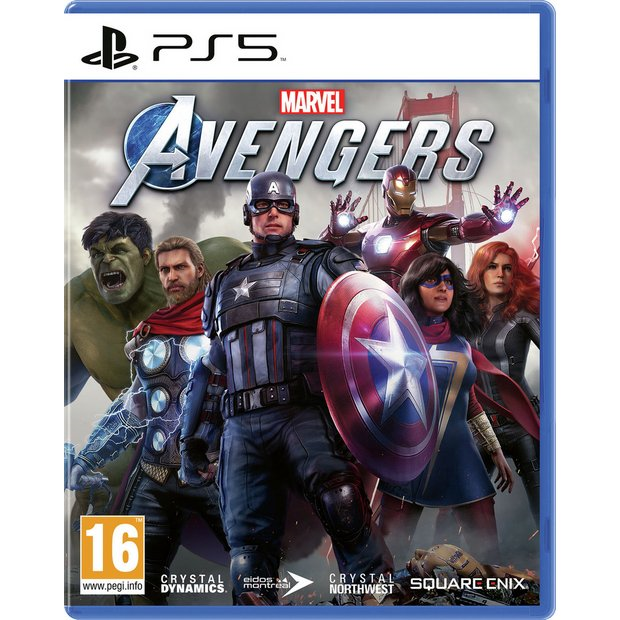 PS5
MARVEL
AVENGERS
A
16
www.pegi.info
CRYSTAL
DYNAMICS
eidos
montréal
CRYSTAL
NORTHWEST
SQUARE ENIX